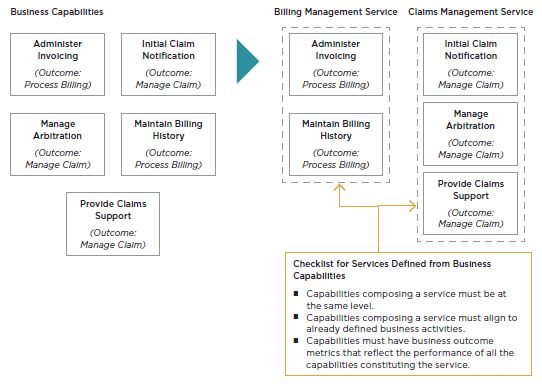 Business Capabilities
Administer
Invoicing
(Outcome:
Process Billing)
Initial Claim
Notification
(Outcome:
Manage Claim)
Manage
Arbitration
(Outcome:
Manage Claim)
Maintain Billing
History
(Outcome:
Process Billing)
Provide Claims
Support
(Outcome:
Manage Claim)
Billing Management Service
Administer
Invoicing
(Outcome:
Process Billing)
Maintain Billing
History
(Outcome:
Process Billing)
Claims Management Service
Initial Claim
Notification
(Outcome:
Manage Claim)
Manage
Arbitration
(Outcome:
Manage Claim)
Provide Claims
Support
(Outcome:
Manage Claim)
Checklist for Services Defined from Business
Capabilities
■ Capabilities composing a service must be at
the same level.
■ Capabilities composing a service must align to
already defined business activities.
■ Capabilities must have business outcome
metrics that reflect the performance of all the
capabilities constituting the service.